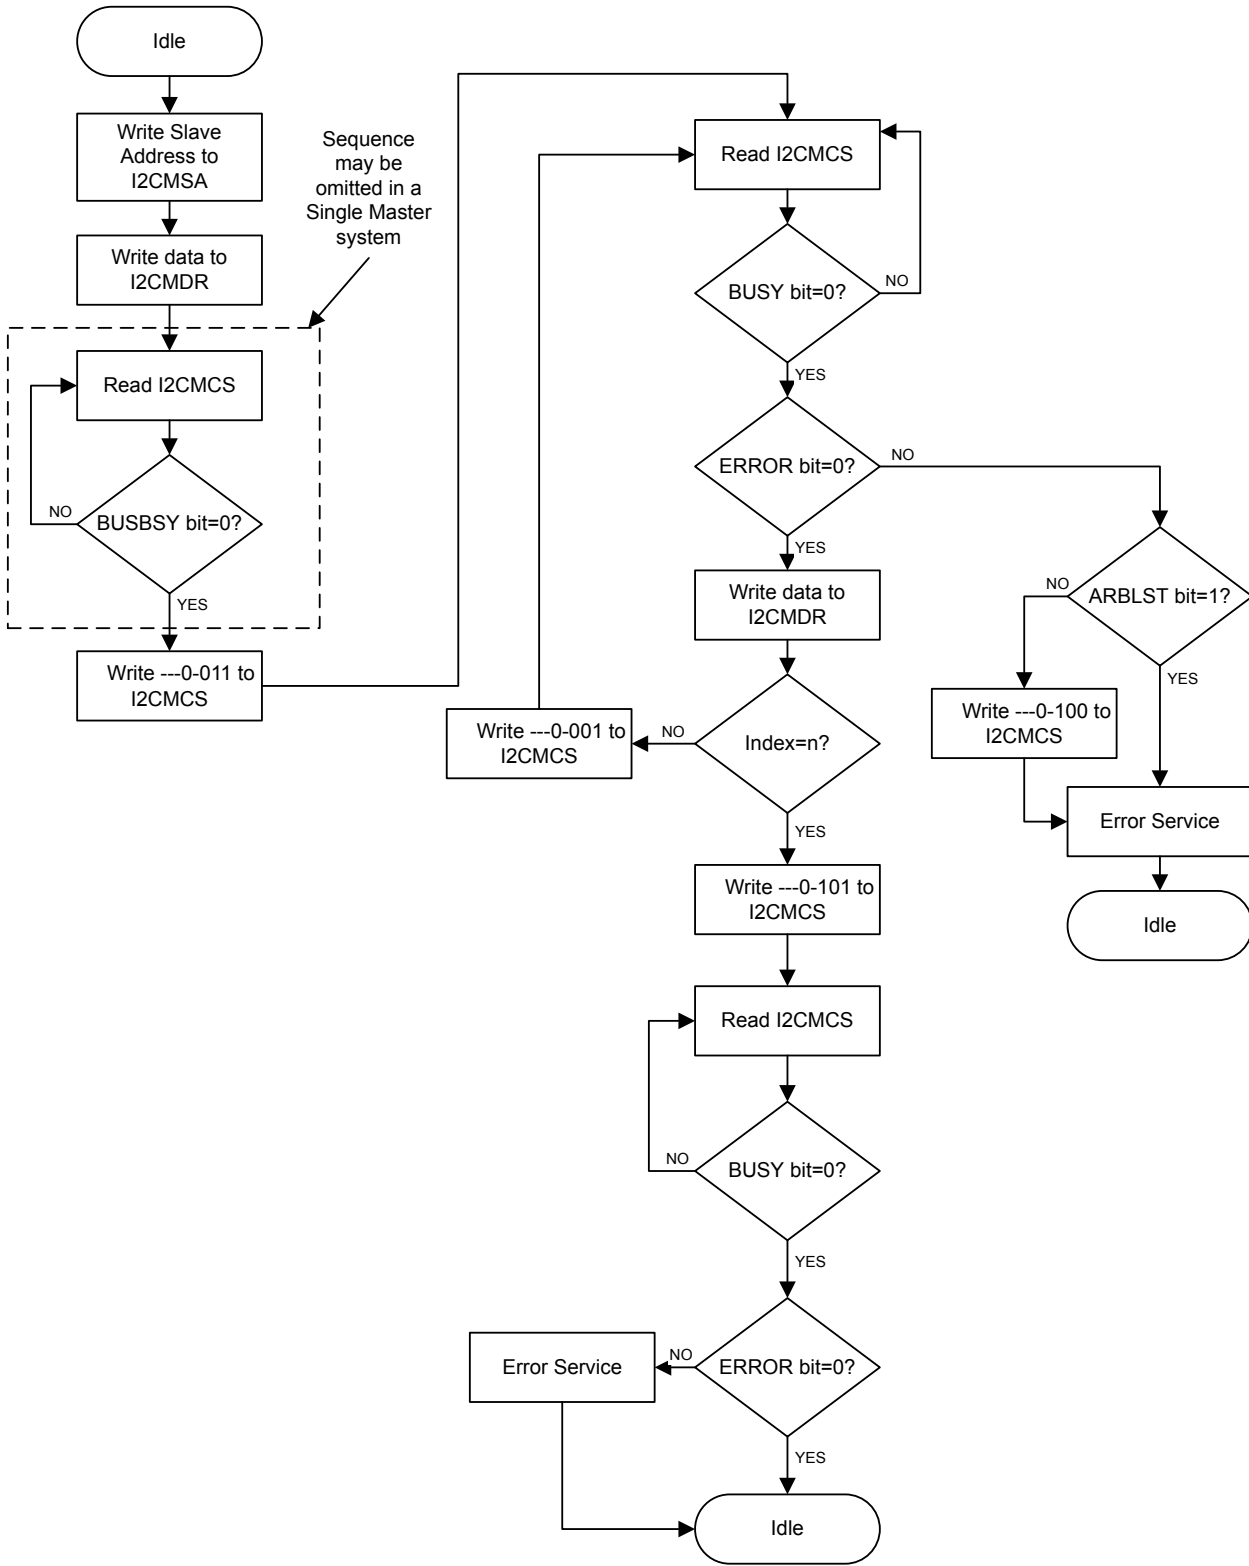 Idle
Write Slave
Address to
I2CMSA
Write data to
I2CMDR
Sequence
may be
omitted in a
Single Master
system
Read I2CMCS
BUSBSY bit=0?
NO
YES
Write ---0-011 to
I2CMCS
Read I2CMCS
BUSY bit=0?
NO
YES
ERROR bit=0?
NO
YES
Write data to
I2CMDR
Index=n?
NO
Write ---0-001 to
I2CMCS
YES
ARBLST bit=1?
NO
YES
Write ---0-100 to
I2CMCS
Error Service
Idle
Write ---0-101 to
I2CMCS
Read I2CMCS
BUSY bit=0?
NO
YES
ERROR bit=0?
NO
Error Service
YES
Idle